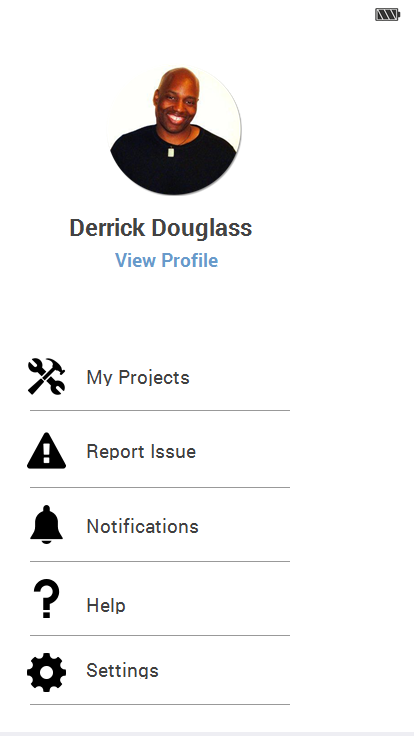 Derrick Douglass
View Profile
My Projects
Report Issue
Notifications
Help
Settings